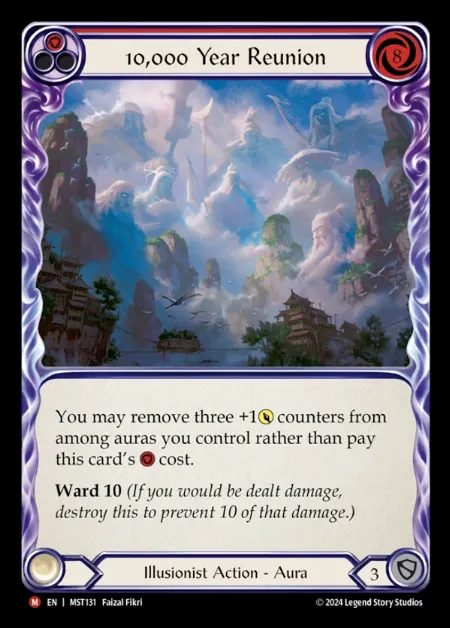 10,000 Year Reunion
8
You may remove three +1 counters from
among auras you control rather than pay
this card's cost.
Ward 10 (If you would be dealt damage,
destroy this to prevent 10 of that damage.)
Illusionist Action - Aura
3
M EN | MST131 Faizal Fikri
© 2024 Legend Story Studios